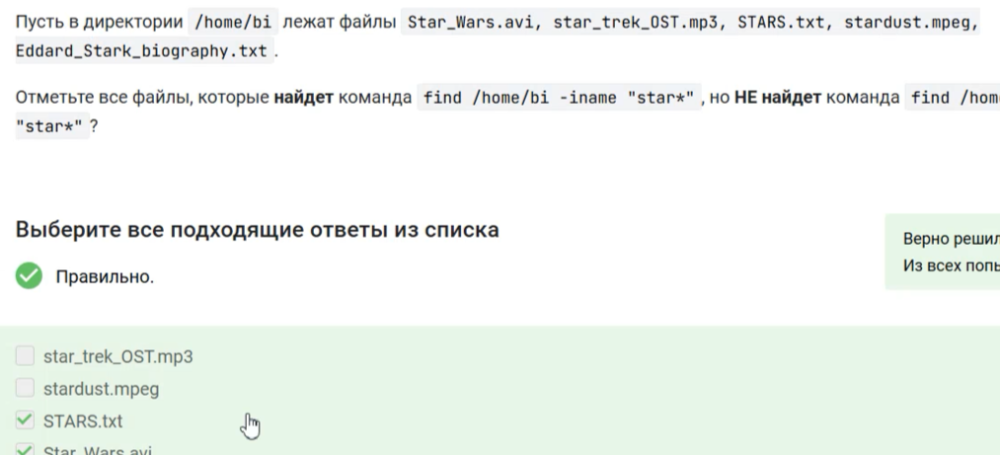 Пусть в директории /home/bi лежат файлы Star_Wars.avi, star_trek_OST.mp3, STARS.txt, stardust.mpeg,
Eddard_Stark_biography.txt .
Отметьте все файлы, которые найдет команда find /home/bi -iname "star*" , но НЕ найдет команда find /hom
"star*" ?
Выберите все подходящие ответы из списка
Верно решил
Правильно.
Из всех попы
star_trek_OST.mp3
stardust.mpeg
STARS.txt
Star_Wars.avi